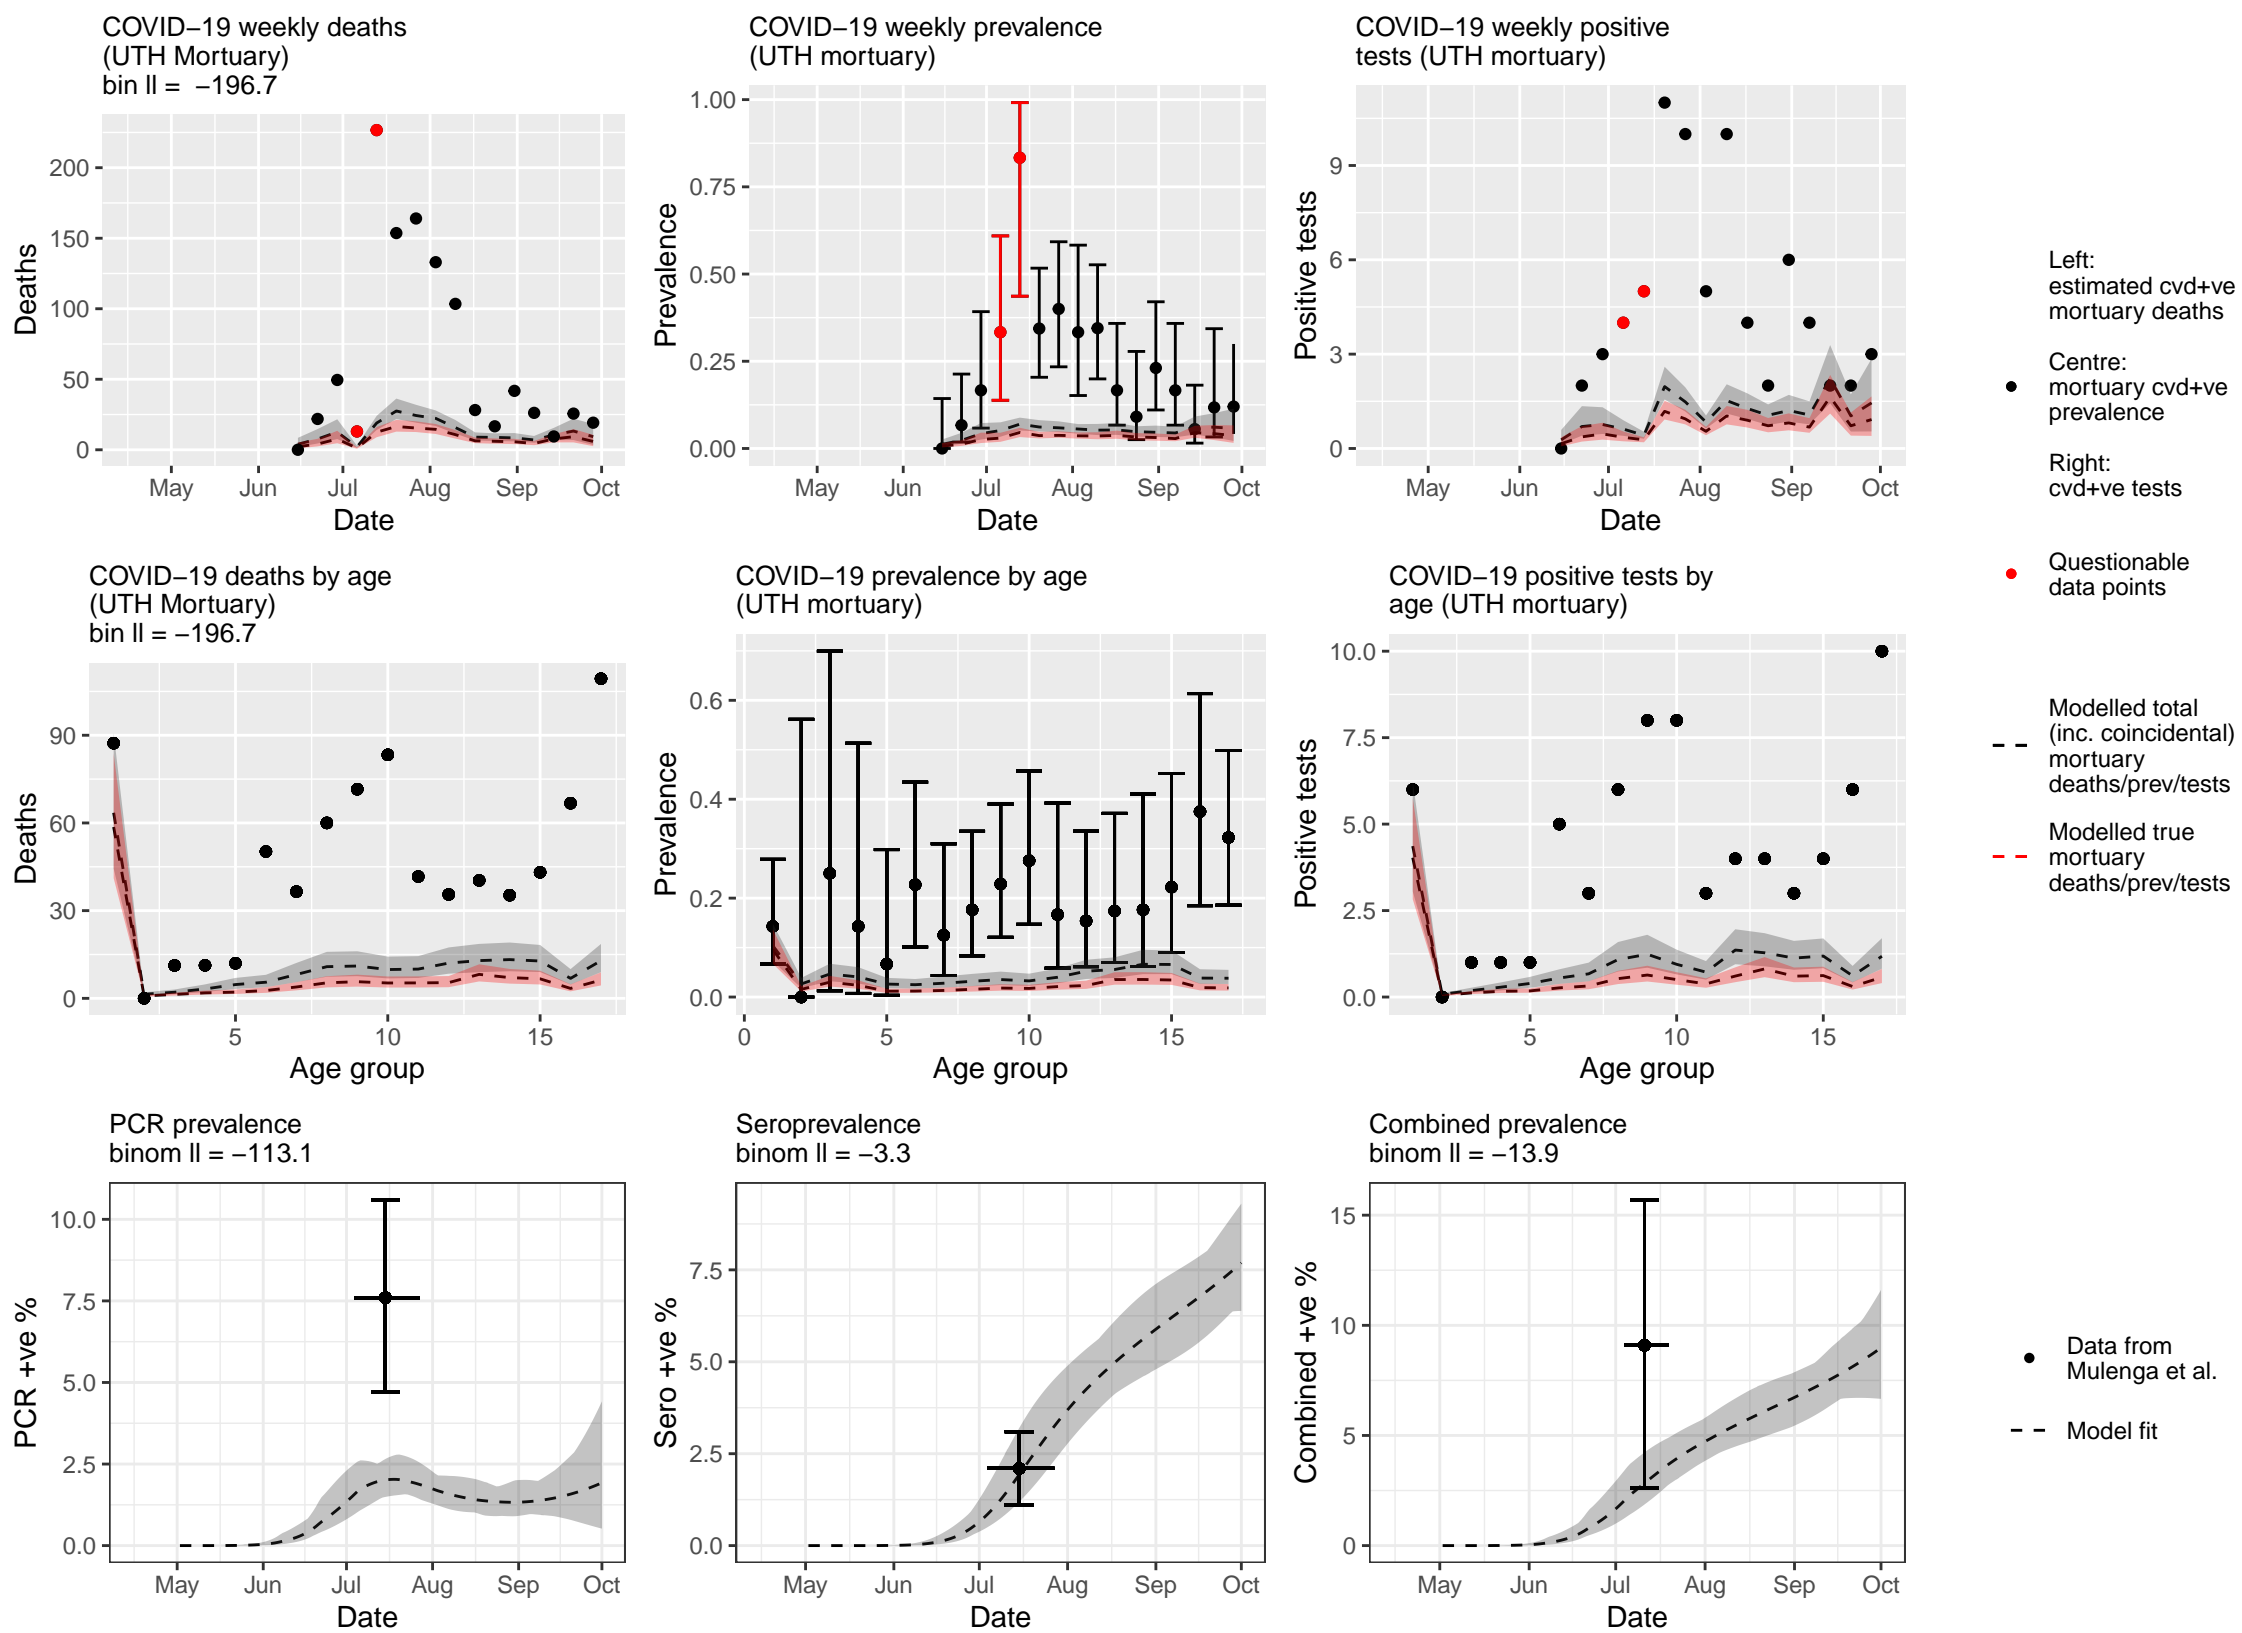 COVID−19 weekly deaths
(UTH Mortuary)
bin ll =  −196.7
Deaths
200
150
100
50
0
May Jun Jul Aug Sep Oct
Date
COVID−19 weekly prevalence
(UTH mortuary)
Prevalence
1.00
0.75
0.50
0.25
0.00
May Jun Jul Aug Sep Oct
Date
COVID−19 weekly positive
tests (UTH mortuary)
Positive tests
9
6
3
0
May Jun Jul Aug Sep Oct
Date
Left:
estimated cvd+ve
mortuary deaths
Centre:
mortuary cvd+ve
prevalence
Right:
cvd+ve tests
Questionable
data points
Modelled total
(inc. coincidental)
mortuary
deaths/prev/tests
Modelled true
mortuary
deaths/prev/tests
COVID−19 deaths by age
(UTH Mortuary)
bin ll = −196.7
Deaths
90
60
30
0
5 10 15
Age group
COVID−19 prevalence by age
(UTH mortuary)
Prevalence
0.6
0.4
0.2
0.0
0 5 10 15
Age group
COVID−19 positive tests by
age (UTH mortuary)
Positive tests
10.0
7.5
5.0
2.5
0.0
5 10 15
Age group
PCR prevalence
binom ll = −113.1
PCR +ve %
10.0
7.5
5.0
2.5
0.0
May Jun Jul Aug Sep Oct
Date
Seroprevalence
binom ll = −3.3
Sero +ve %
7.5
5.0
2.5
0.0
May Jun Jul Aug Sep Oct
Date
Combined prevalence
binom ll = −13.9
Combined +ve %
15
10
5
0
May Jun Jul Aug Sep Oct
Date
Data from
Mulenga et al.
Model fit